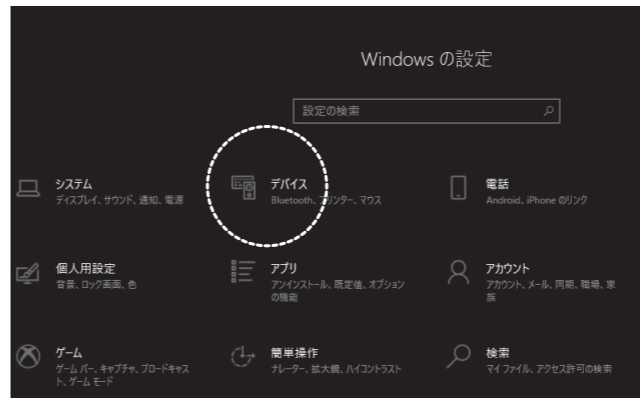 Windows の設定
設定の検索
システム
ディスプレイ、サウンド、通知、電源
デバイス
Bluetooth、プリンター、マウス
電話
Android、iPhone のリンク
個人用設定
背景、ロック画面、色
アプリ
アンインストール、既定値、オプション
の機能
アカウント
アカウント、メール、同期、職場、家
族
ゲーム
ゲーム バー、キャプチャ、ブロードキャス
ト、ゲーム モード
簡単操作
ナレーター、拡大鏡、ハイコントラスト
検索
マイ ファイル、アクセス許可の検索